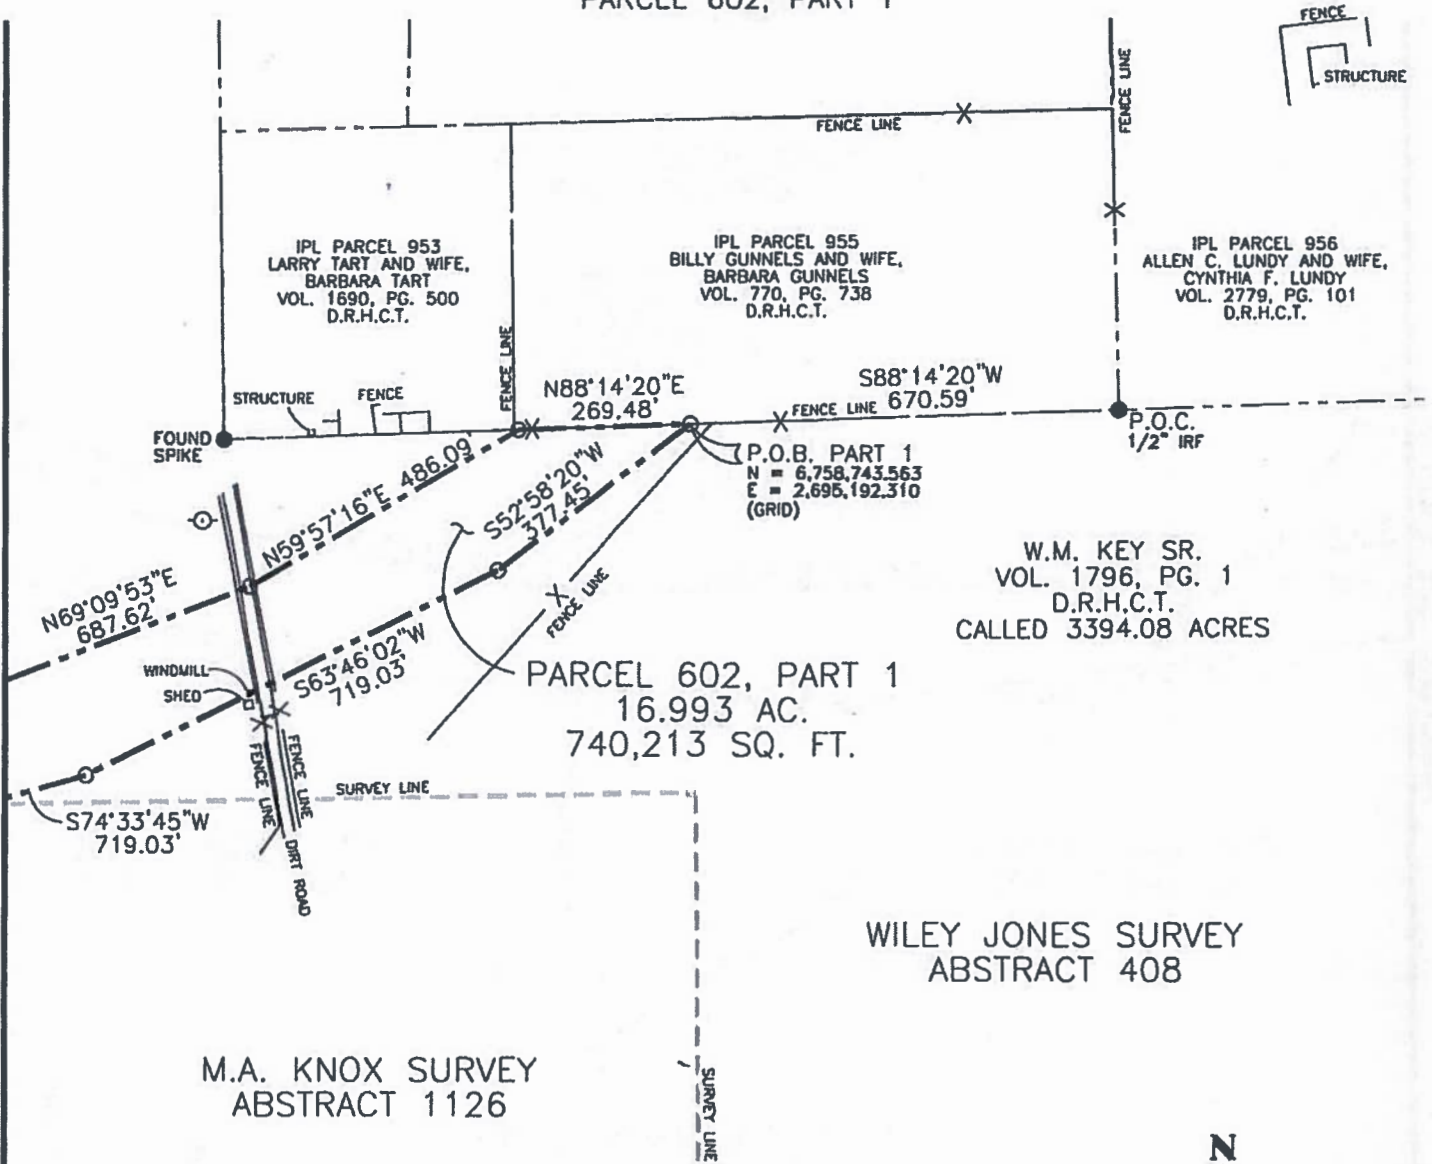 PARCEL 602, PART 1
FENCE
STRUCTURE
FENCE LINE
FENCE LINE
IPL PARCEL 953
LARRY TART AND WIFE,
BARBARA TART
VOL. 1690, PG. 500
D.R.H.C.T.
IPL PARCEL 955
BILLY GUNNELS AND WIFE,
BARBARA GUNNELS
VOL. 770, PG. 738
D.R.H.C.T.
IPL PARCEL 956
ALLEN C. LUNDY AND WIFE,
CYNTHIA F. LUNDY
VOL. 2779, PG. 101
D.R.H.C.T.
FENCE LINE
STRUCTURE
FENCE
N88°14'20"E
269.48'
S88°14'20"W
670.59'
FENCE LINE
FOUND
SPIKE
P.O.C.
1/2" IRF
P.O.B. PART 1
N = 6,758,743.563
E = 2,695,192.310
(GRID)
N59°57'16"E 486.09'
S52°58'20"W
377.45'
N69°09'53"E
687.62'
FENCE LINE
W.M. KEY SR.
VOL. 1796, PG. 1
D.R.H.C.T.
CALLED 3394.08 ACRES
WINDMILL
SHED
S63°46'02"W
719.03'
PARCEL 602, PART 1
16.993 AC.
740,213 SQ. FT.
FENCE LINE
FENCE LINE
SURVEY LINE
S74°33'45"W
719.03'
DIRT ROAD
WILEY JONES SURVEY
ABSTRACT 408
M.A. KNOX SURVEY
ABSTRACT 1126
SURVEY LINE
N